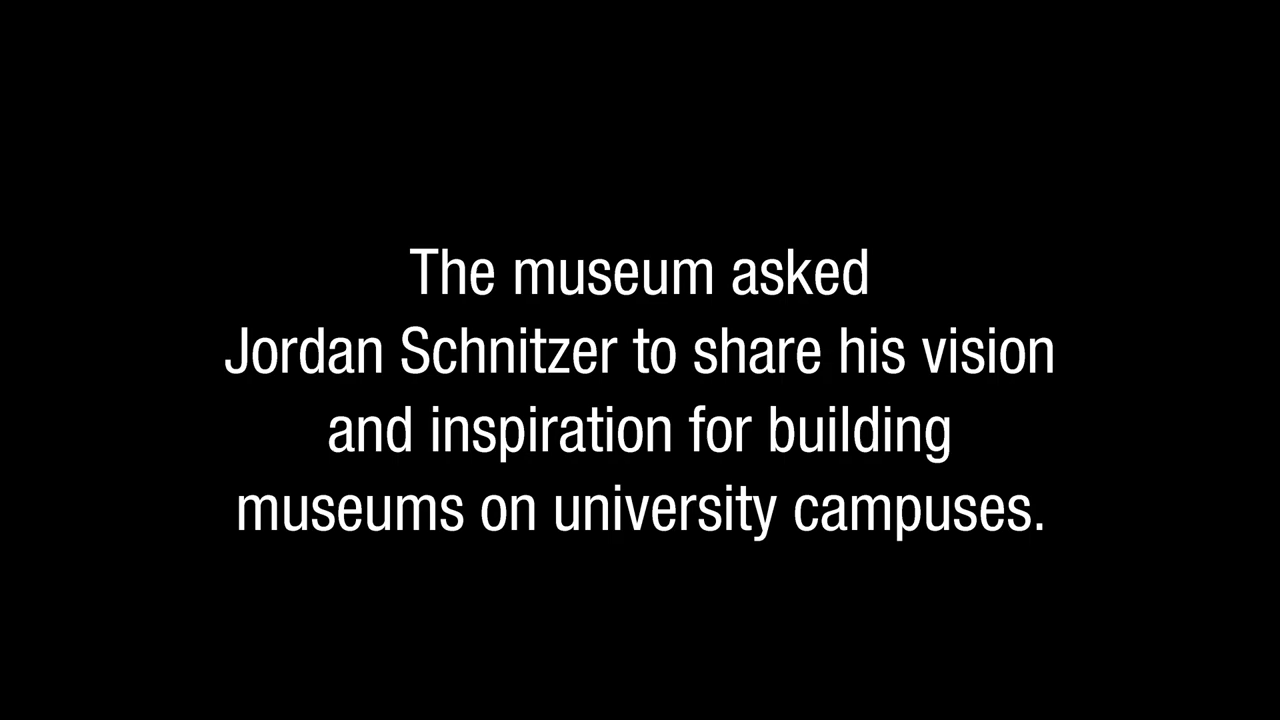 The museum asked
Jordan Schnitzer to share his vision
and inspiration for building
museums on university campuses.